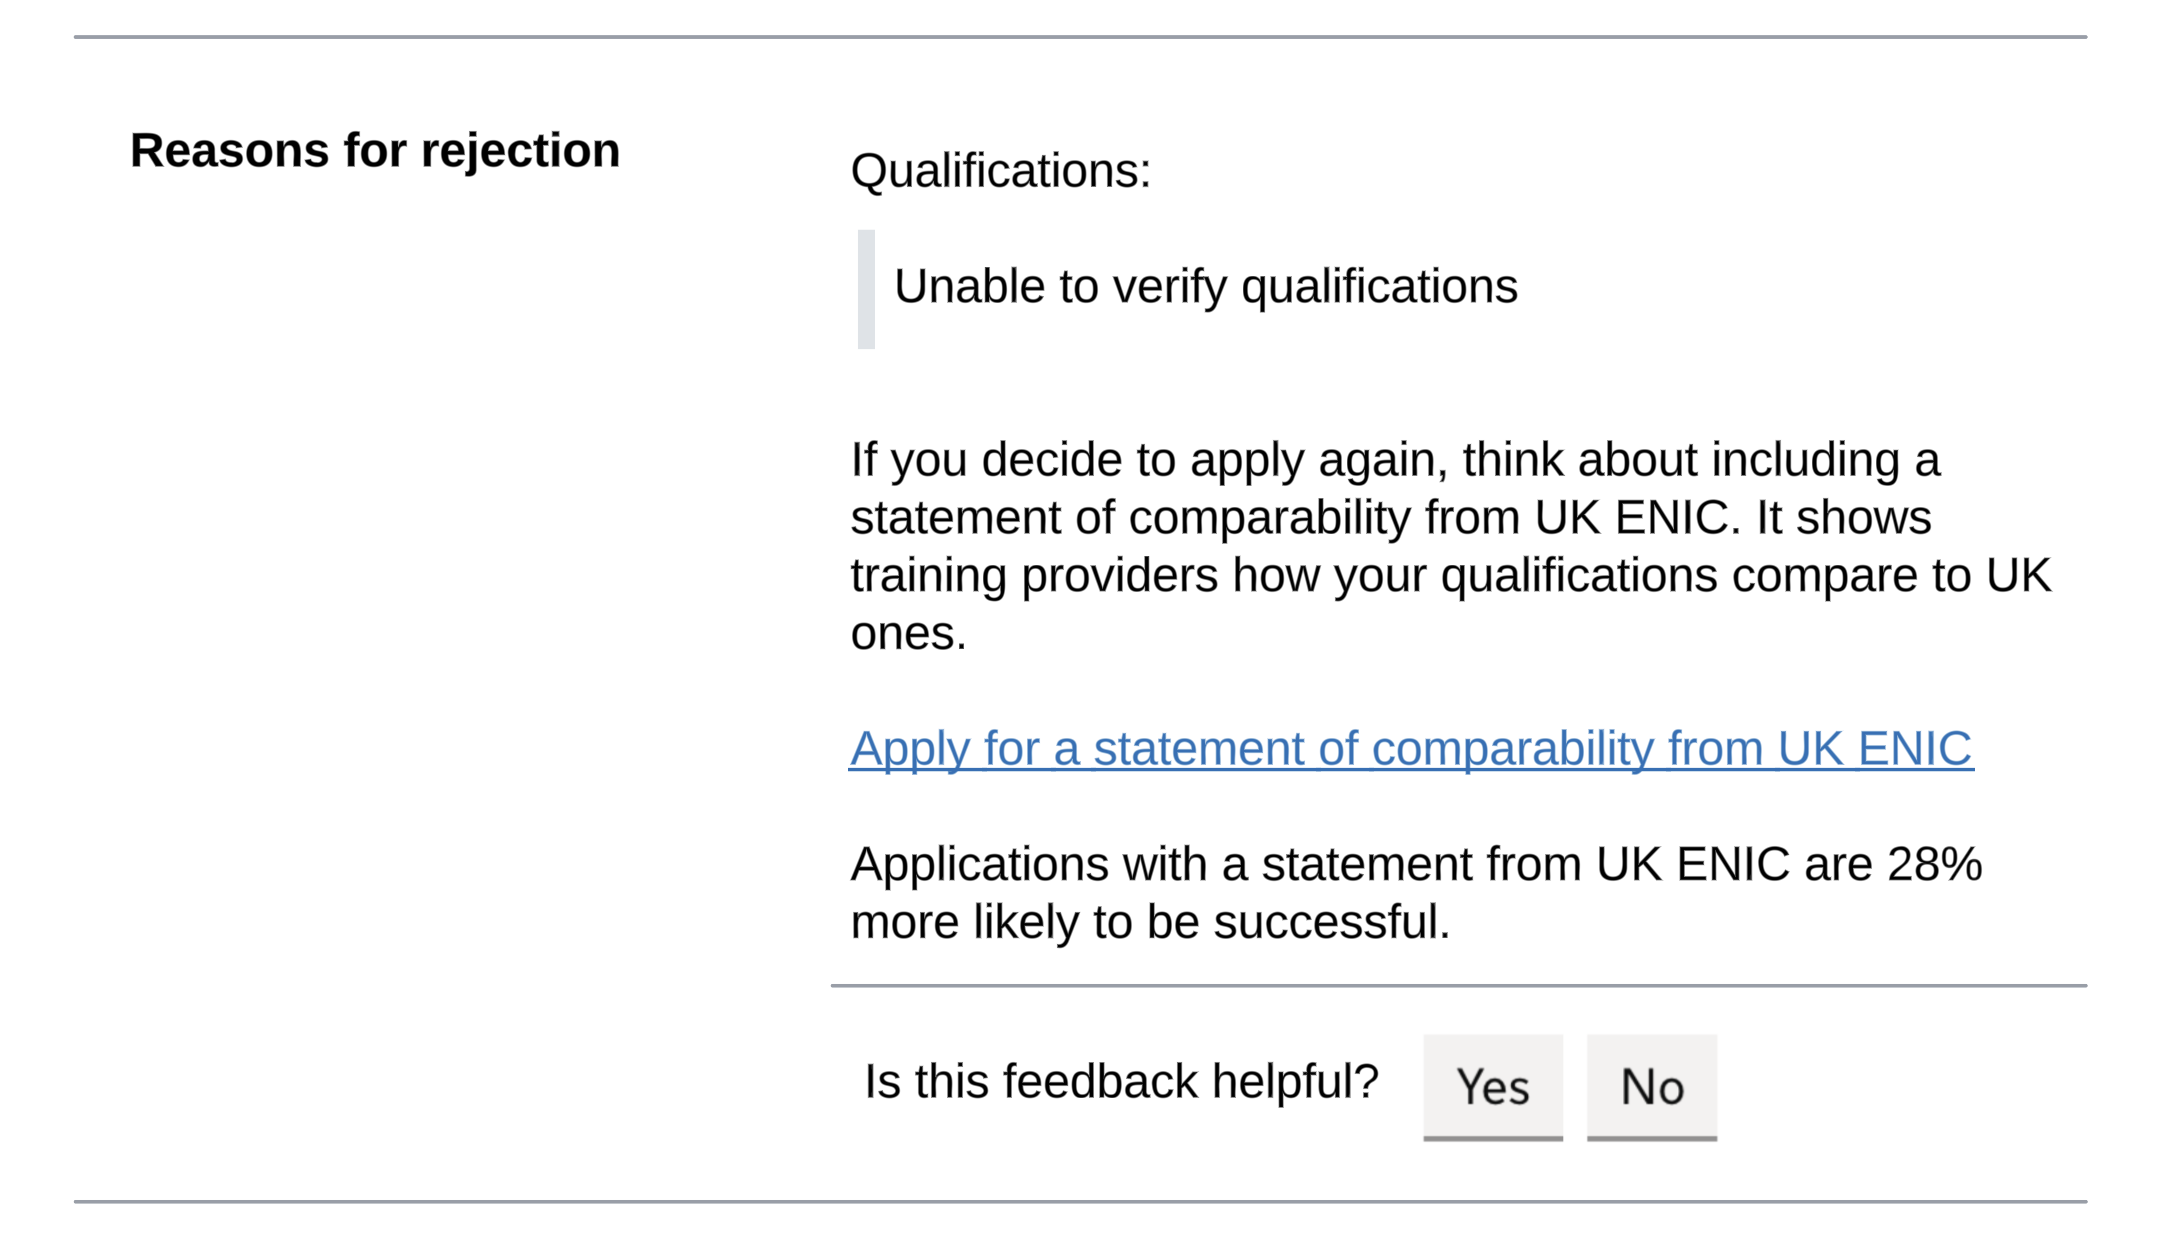 Reasons for rejection
Qualifications:
Unable to verify qualifications
If you decide to apply again, think about including a
statement of comparability from UK ENIC. It shows
training providers how your qualifications compare to UK
ones.
Apply for a statement of comparability from UK ENIC
Applications with a statement from UK ENIC are 28%
more likely to be successful.
Is this feedback helpful? Yes No